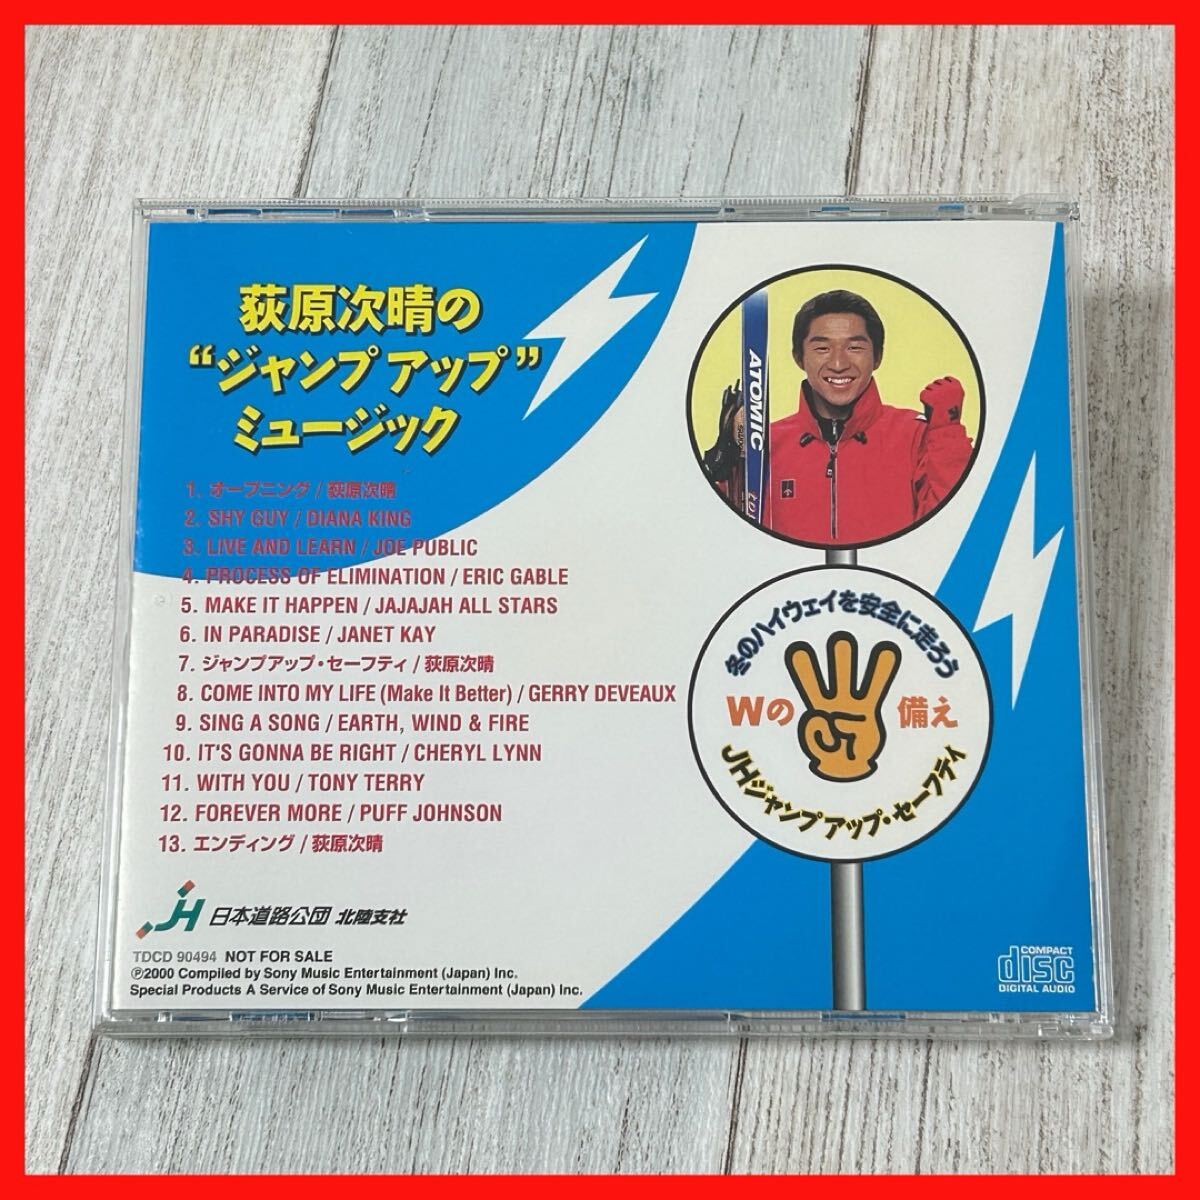 荻原次晴の
“ジャンプ アップ”
ミュージック
1. オープニング / 荻原次晴
2. SHY GUY / DIANA KING
3. LIVE AND LEARN / JOE PUBLIC
4. PROCESS OF ELIMINATION / ERIC GABLE
5. MAKE IT HAPPEN / JAJAJAH ALL STARS
6. IN PARADISE / JANET KAY
7. ジャンプアップ・セーフティ / 荻原次晴
8. COME INTO MY LIFE (Make It Better) / GERRY DEVEAUX
9. SING A SONG / EARTH, WIND & FIRE
10. IT'S GONNA BE RIGHT / CHERYL LYNN
11. WITH YOU / TONY TERRY
12. FOREVER MORE / PUFF JOHNSON
13. エンディング / 荻原次晴
JH 日本道路公団 北陸支社
TDCD 90494 NOT FOR SALE
Ⓟ2000 Compiled by Sony Music Entertainment (Japan) Inc.
Special Products A Service of Sony Music Entertainment (Japan) Inc.
ATOMIC
冬のハイウェイを安全に走ろう
Wの 備え
5
JHジャンプ アップ・セーフティ
COMPACT
disc
DIGITAL AUDIO